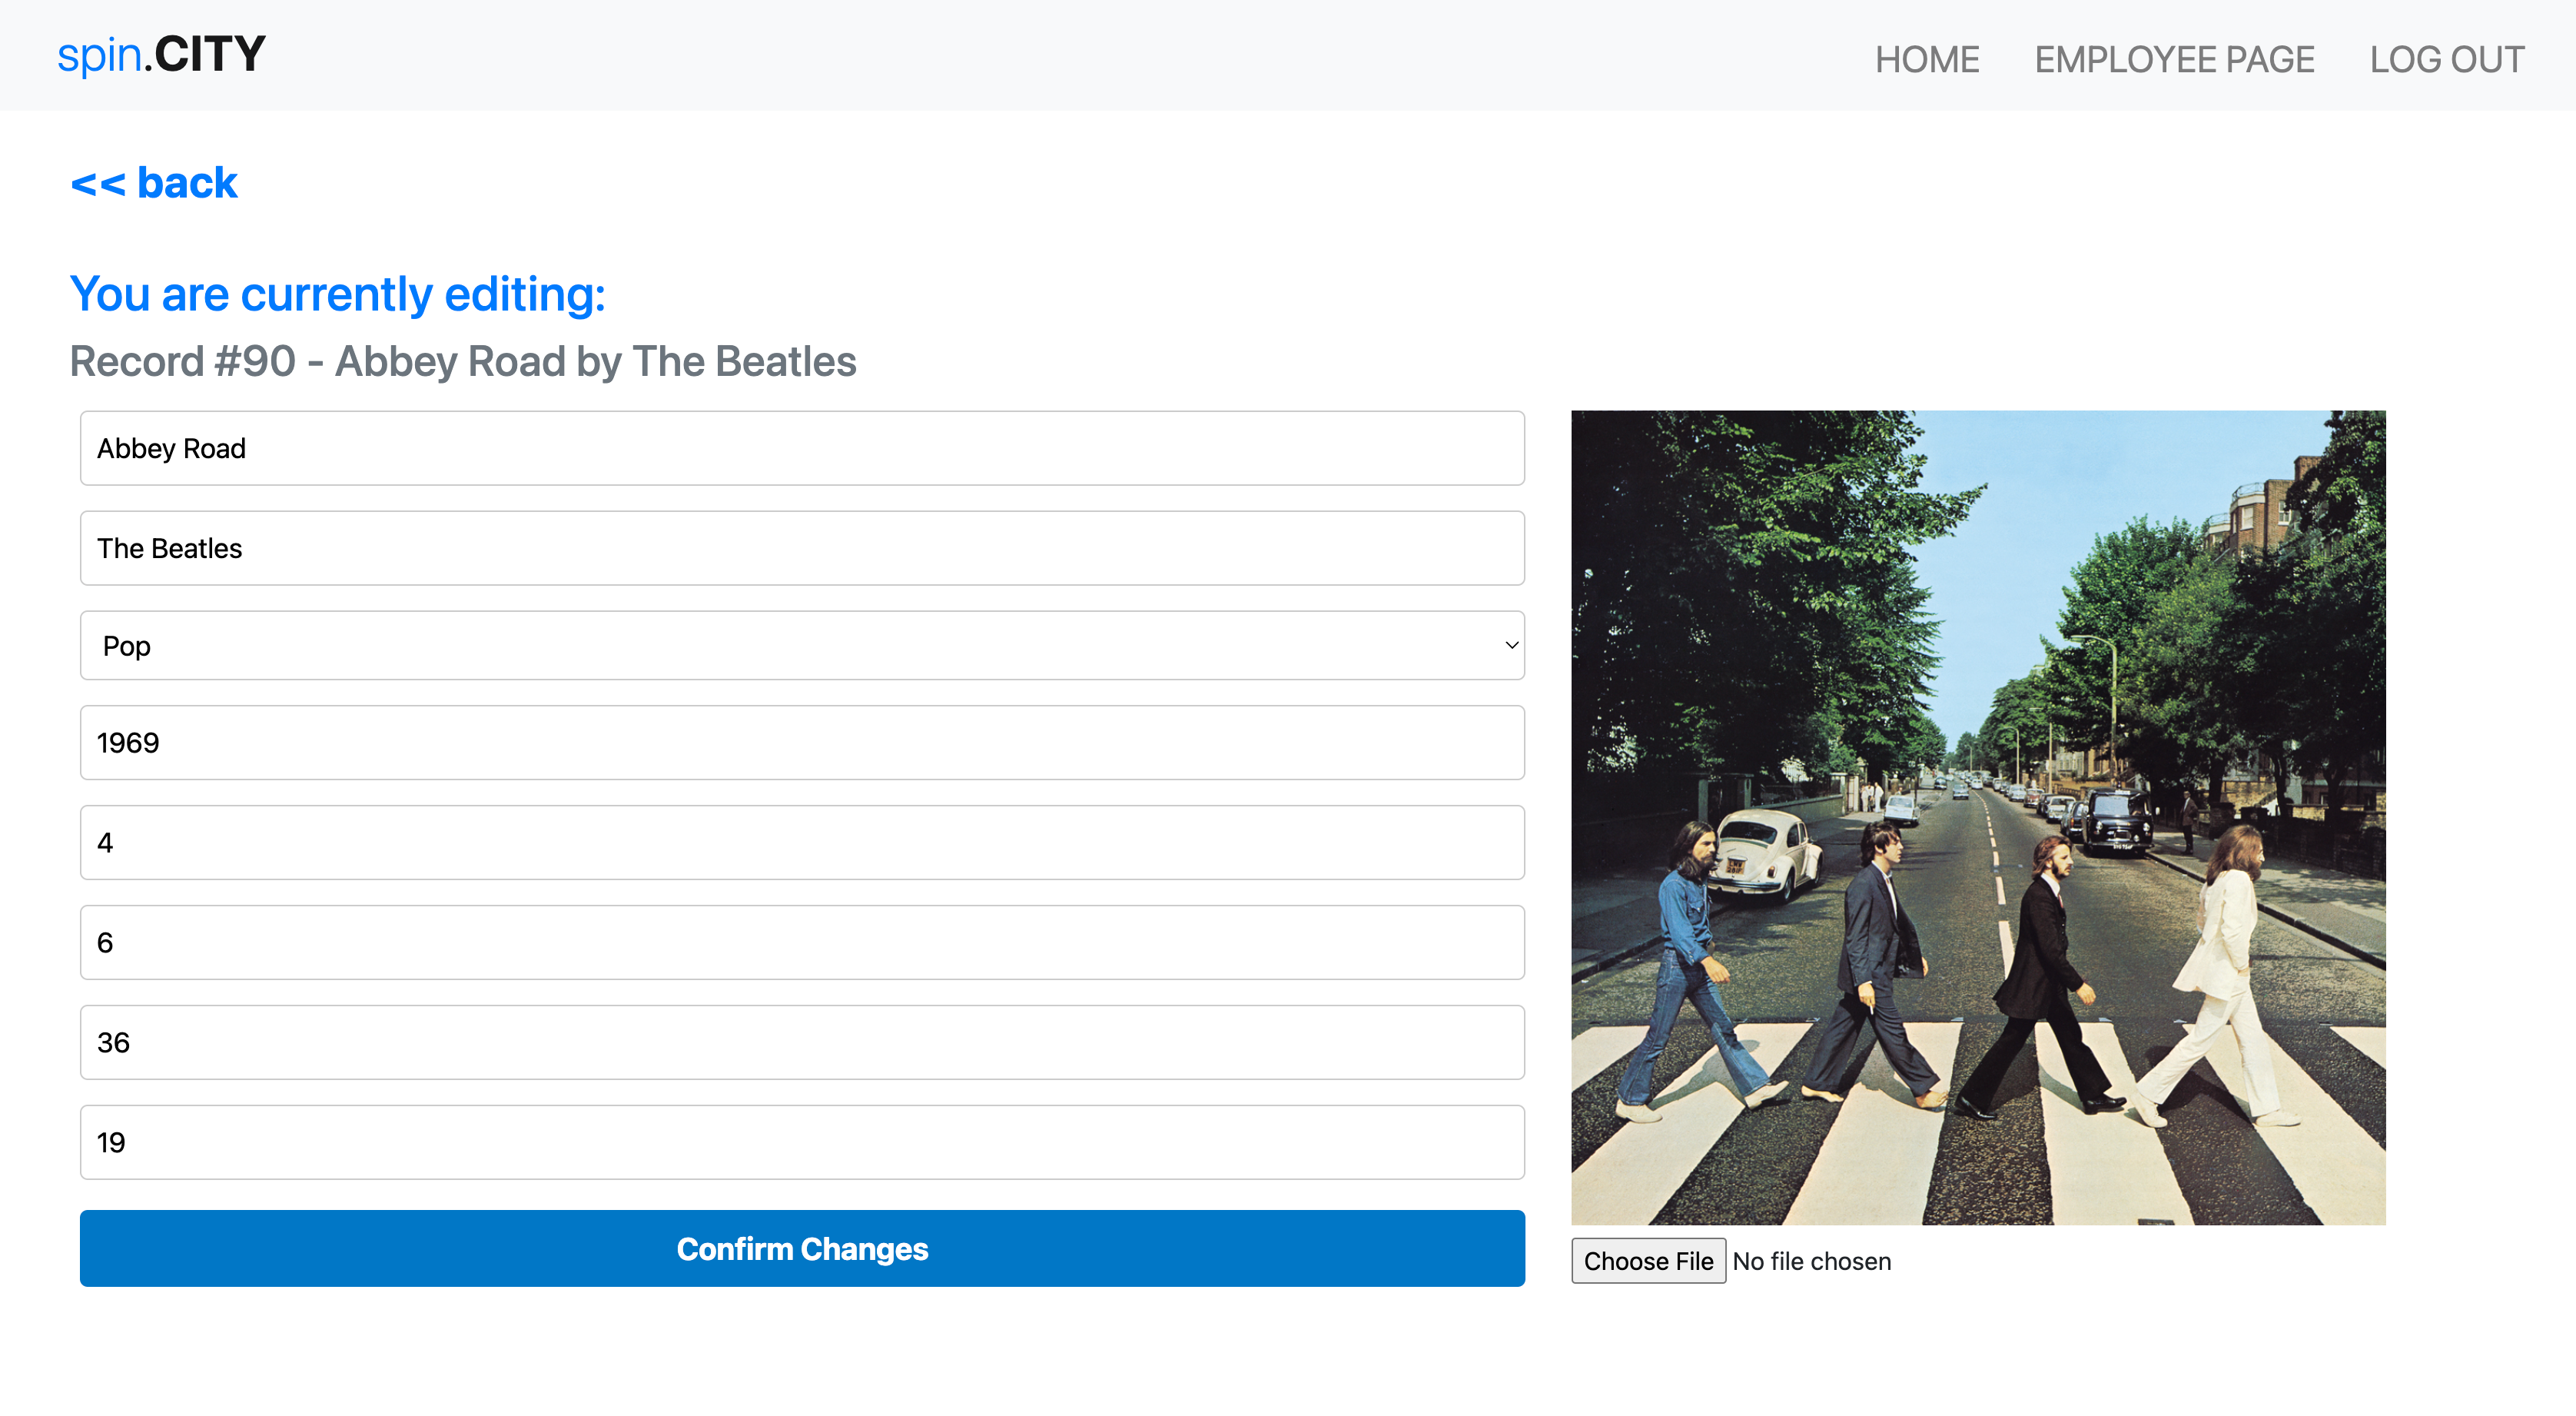 spin.CITY
HOME EMPLOYEE PAGE LOG OUT
<< back
You are currently editing:
Record #90 - Abbey Road by The Beatles
Abbey Road
The Beatles
Pop
1969
4
6
36
19
Confirm Changes
Choose File No file chosen